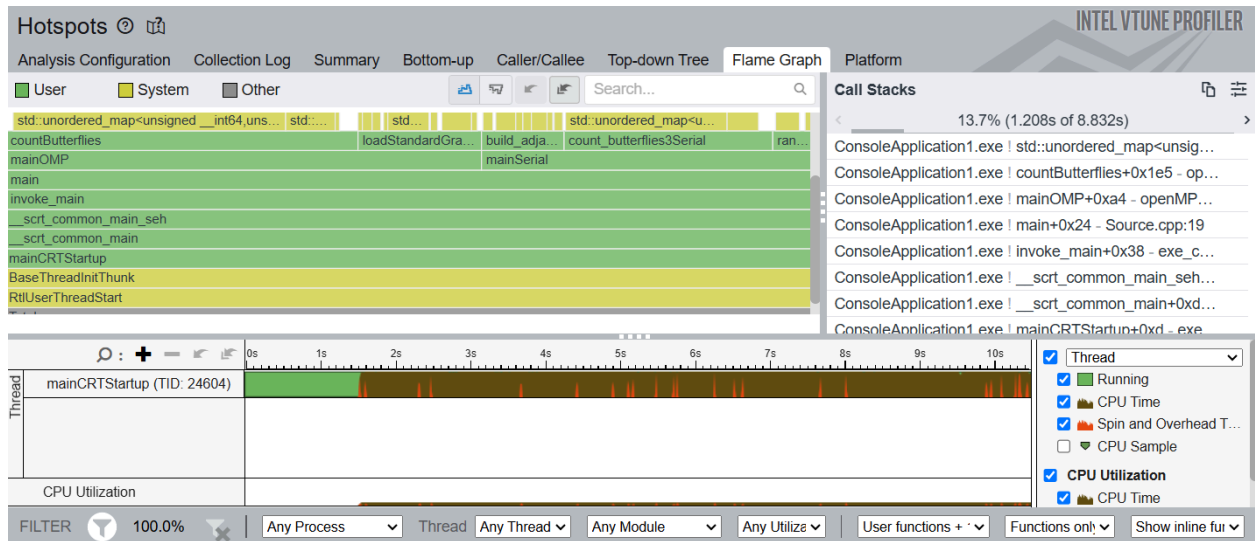 Hotspots
INTEL VTUNE PROFILER
Analysis Configuration Collection Log Summary Bottom-up Caller/Callee Top-down Tree Flame Graph Platform
User System Other Search...
std::unordered_map<unsigned __int64,uns... std::... std... std::unordered_map<u...
countButterflies loadStandardGra... build_adja... count_butterflies3Serial ran...
mainOMP mainSerial
main
invoke_main
__scrt_common_main_seh
__scrt_common_main
mainCRTStartup
BaseThreadInitThunk
RtlUserThreadStart
Call Stacks
13.7% (1.208s of 8.832s)
ConsoleApplication1.exe ! std::unordered_map<unsig...
ConsoleApplication1.exe ! countButterflies+0x1e5 - op...
ConsoleApplication1.exe ! mainOMP+0xa4 - openMP...
ConsoleApplication1.exe ! main+0x24 - Source.cpp:19
ConsoleApplication1.exe ! invoke_main+0x38 - exe_c...
ConsoleApplication1.exe ! __scrt_common_main_seh...
ConsoleApplication1.exe ! __scrt_common_main+0xd...
ConsoleApplication1.exe ! mainCRTStartup+0xd - exe
0s 1s 2s 3s 4s 5s 6s 7s 8s 9s 10s
Thread
mainCRTStartup (TID: 24604)
CPU Utilization
Thread
Running
CPU Time
Spin and Overhead T...
CPU Sample
CPU Utilization
CPU Time
FILTER 100.0% Any Process Thread Any Thread Any Module Any Utiliza User functions + Functions only Show inline fun